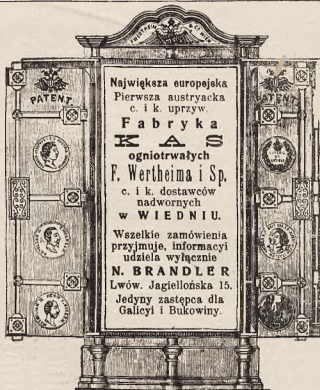 PATENT
Największa europejska
Pierwsza austryacka
c. i k. uprzyw.
Fabryka
KAS
ogniotrwałych
F. Wertheima i Sp.
c. i k. dostawców
nadwornych
w WIEDNIU.
Wszelkie zamówienia
przyjmuje, informacyi
udziela wyłącznie
N. BRANDLER
Lwów. Jagiellońska 15.
Jedyny zastępca dla
Galicyi i Bukowiny.
PATENT